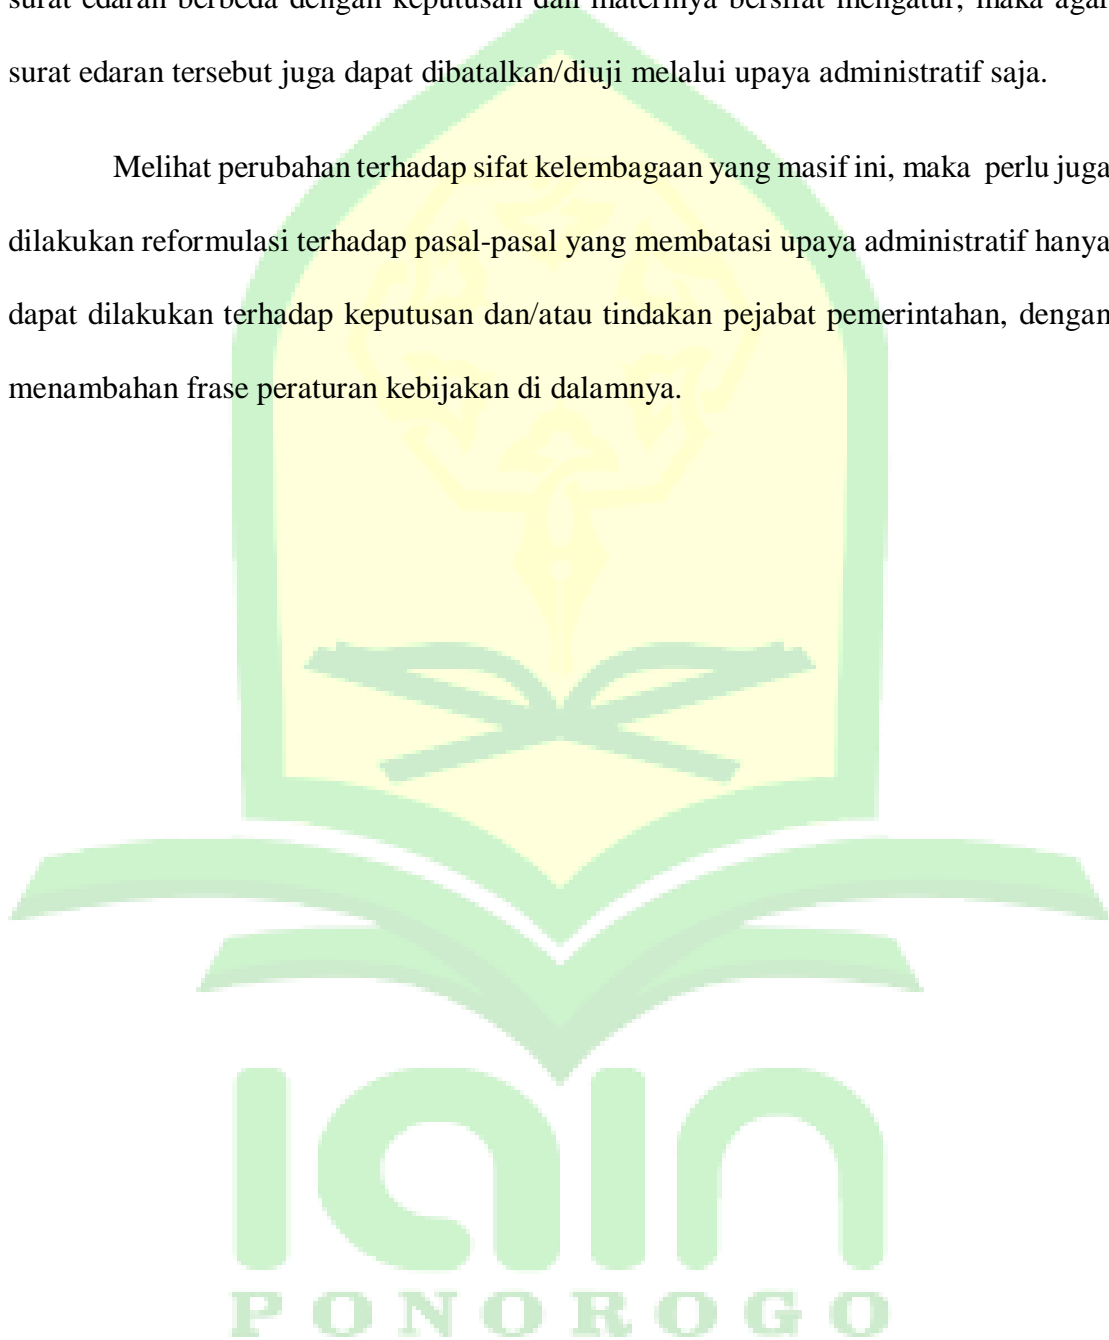 surat edaran berbeda dengan keputusan dan materinya bersifat mengatur, maka agar
surat edaran tersebut juga dapat dibatalkan/diuji melalui upaya administratif saja.
Melihat perubahan terhadap sifat kelembagaan yang masif ini, maka perlu juga
dilakukan reformulasi terhadap pasal-pasal yang membatasi upaya administratif hanya
dapat dilakukan terhadap keputusan dan/atau tindakan pejabat pemerintahan, dengan
menambahan frase peraturan kebijakan di dalamnya.
iain
PONOROGO